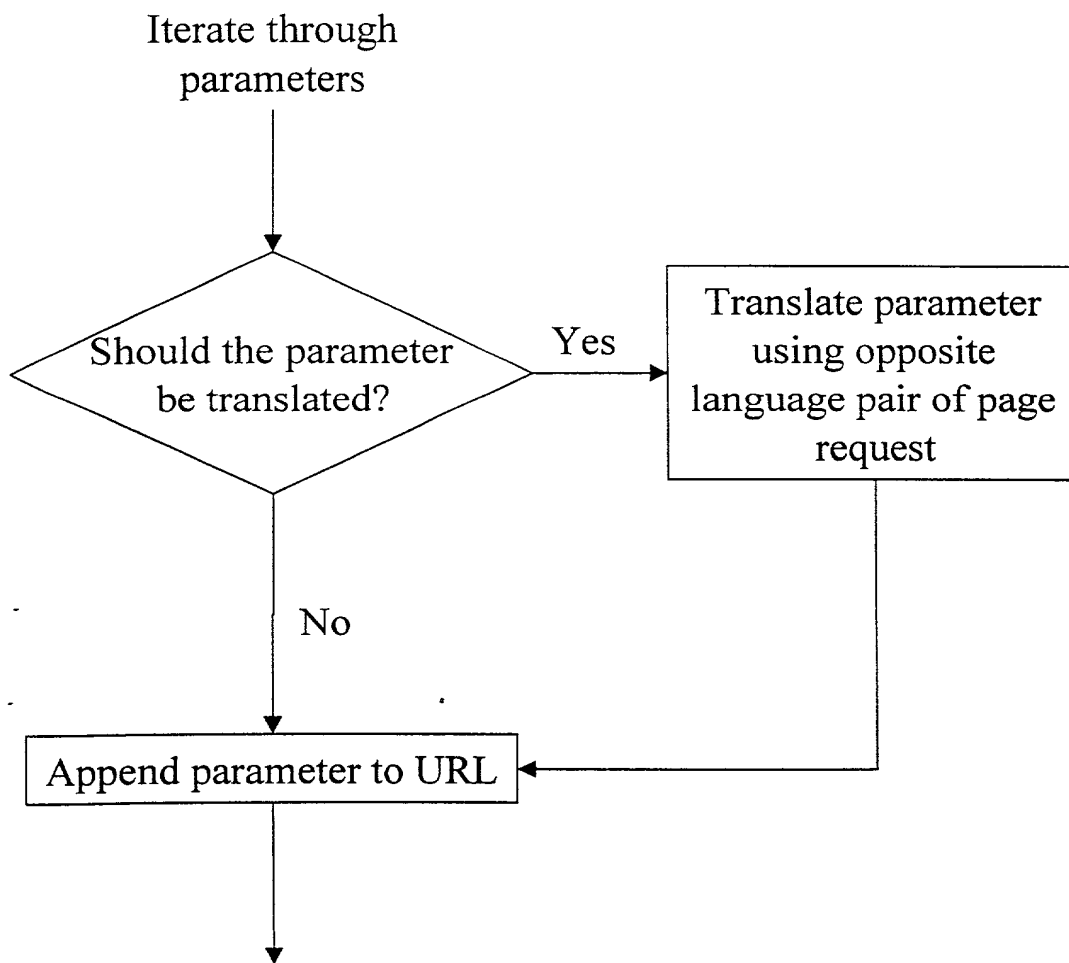 Iterate through
parameters
Should the parameter
be translated?
Yes
Translate parameter
using opposite
language pair of page
request
No
Append parameter to URL